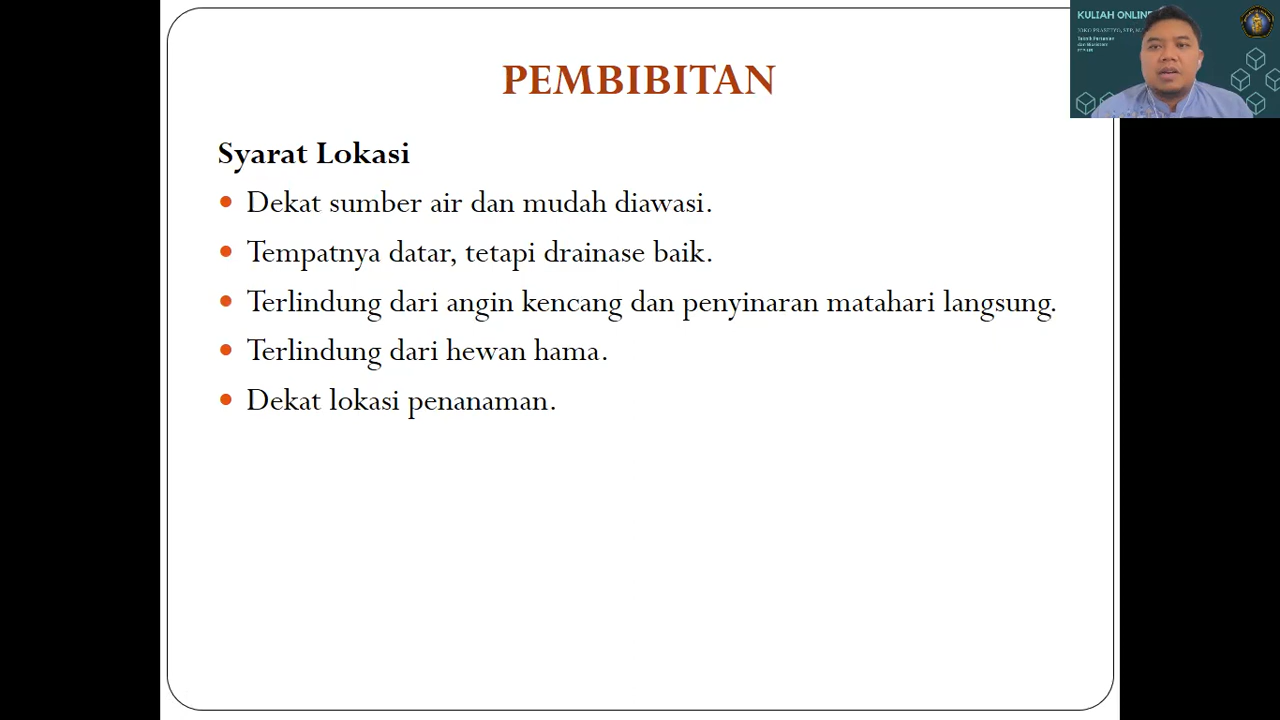 PEMBIBITAN
Syarat Lokasi
Dekat sumber air dan mudah diawasi.
Tempatnya datar, tetapi drainase baik.
Terlindung dari angin kencang dan penyinaran matahari langsung.
Terlindung dari hewan hama.
Dekat lokasi penanaman.
KULIAH ONLINE